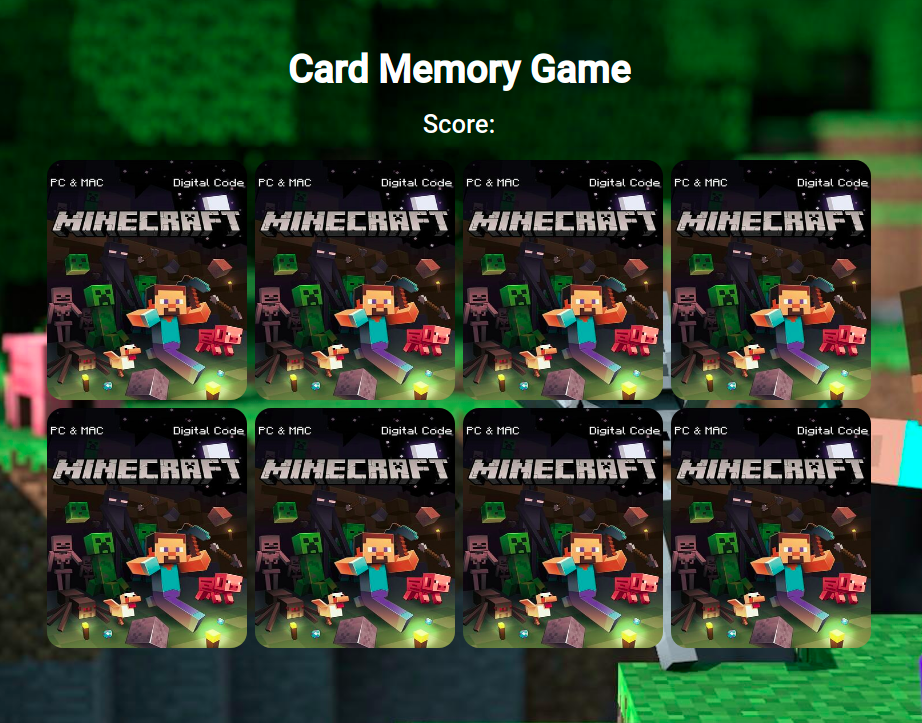 Card Memory Game
Score:
PC & MAC Digital Code PC & MAC Digital Code PC & MAC Digital Code PC & MAC Digital Code
MINECRAFT MINECRAFT MINECRAFT MINECRAFT
PC & MAC Digital Code PC & MAC Digital Code PC & MAC Digital Code PC & MAC Digital Code
MINECRAFT MINECRAFT MINECRAFT MINECRAFT